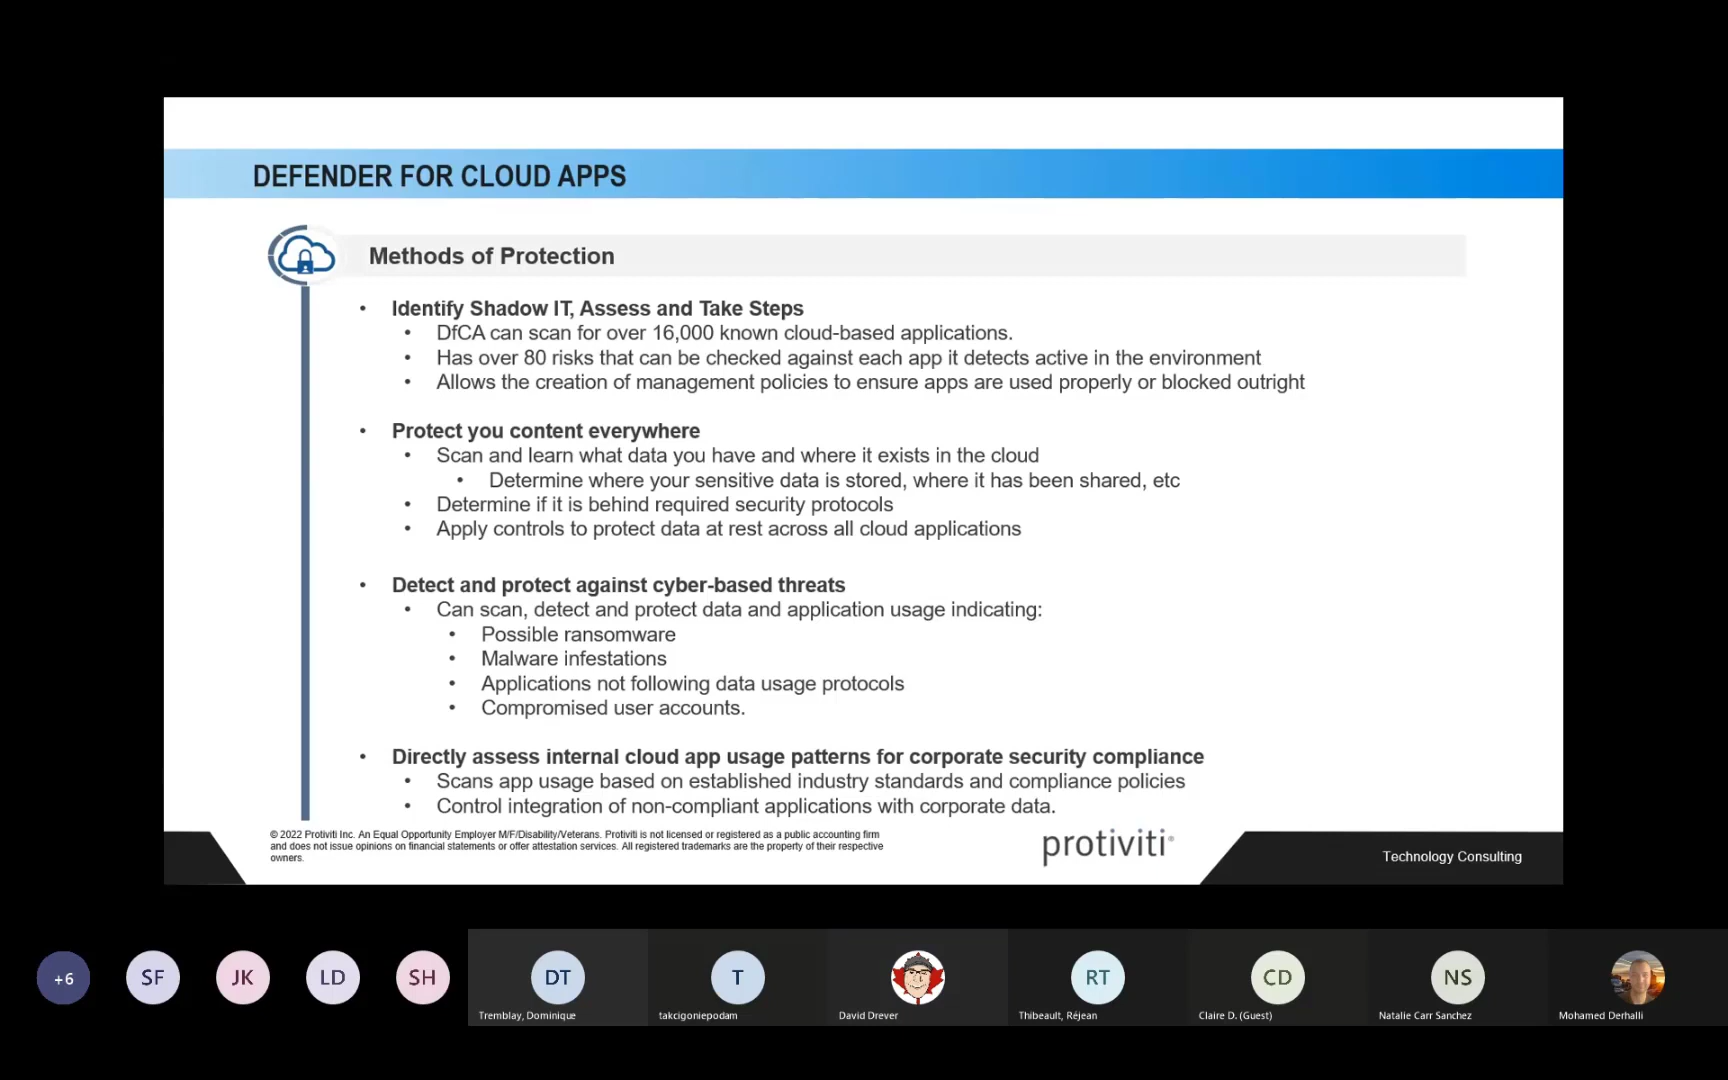 DEFENDER FOR CLOUD APPS
Methods of Protection
• Identify Shadow IT, Assess and Take Steps
• DfCA can scan for over 16,000 known cloud-based applications.
• Has over 80 risks that can be checked against each app it detects active in the environment
• Allows the creation of management policies to ensure apps are used properly or blocked outright
• Protect you content everywhere
• Scan and learn what data you have and where it exists in the cloud
• Determine where your sensitive data is stored, where it has been shared, etc
• Determine if it is behind required security protocols
• Apply controls to protect data at rest across all cloud applications
• Detect and protect against cyber-based threats
• Can scan, detect and protect data and application usage indicating:
• Possible ransomware
• Malware infestations
• Applications not following data usage protocols
• Compromised user accounts.
• Directly assess internal cloud app usage patterns for corporate security compliance
• Scans app usage based on established industry standards and compliance policies
• Control integration of non-compliant applications with corporate data.
© 2022 Protiviti Inc. An Equal Opportunity Employer M/F/Disability/Veterans. Protiviti is not licensed or registered as a public accounting firm
and does not issue opinions on financial statements or offer attestation services. All registered trademarks are the property of their respective
owners.
protiviti®
Technology Consulting
+6
SF
JK
LD
SH
DT
Tremblay, Dominique
T
takcigoniepodam
David Drever
RT
Thibeault, Réjean
CD
Claire D. (Guest)
NS
Natalie Carr Sanchez
Mohamed Derhalli